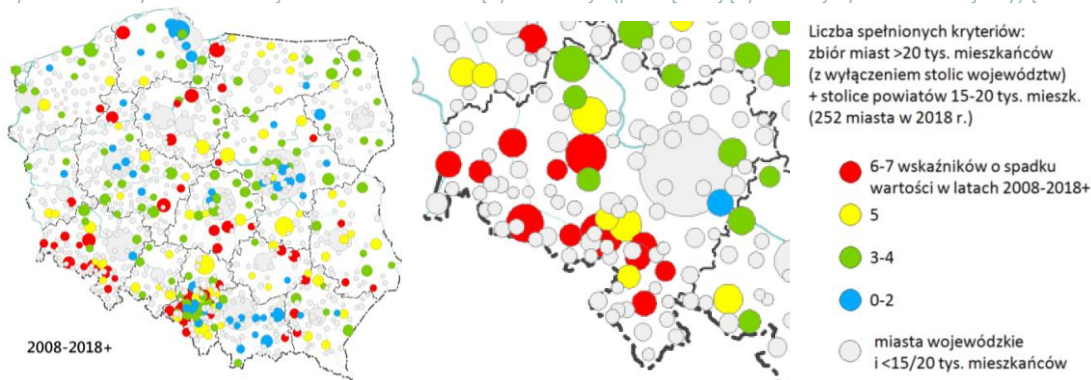 Liczba spełnionych kryteriów:
zbiór miast >20 tys. mieszkańców
(z wyłączeniem stolic województw)
+ stolice powiatów 15-20 tys. mieszk.
(252 miasta w 2018 r.)
6-7 wskaźników o spadku
wartości w latach 2008-2018+
5
3-4
0-2
miasta wojewódzkie
i <15/20 tys. mieszkańców
2008-2018+